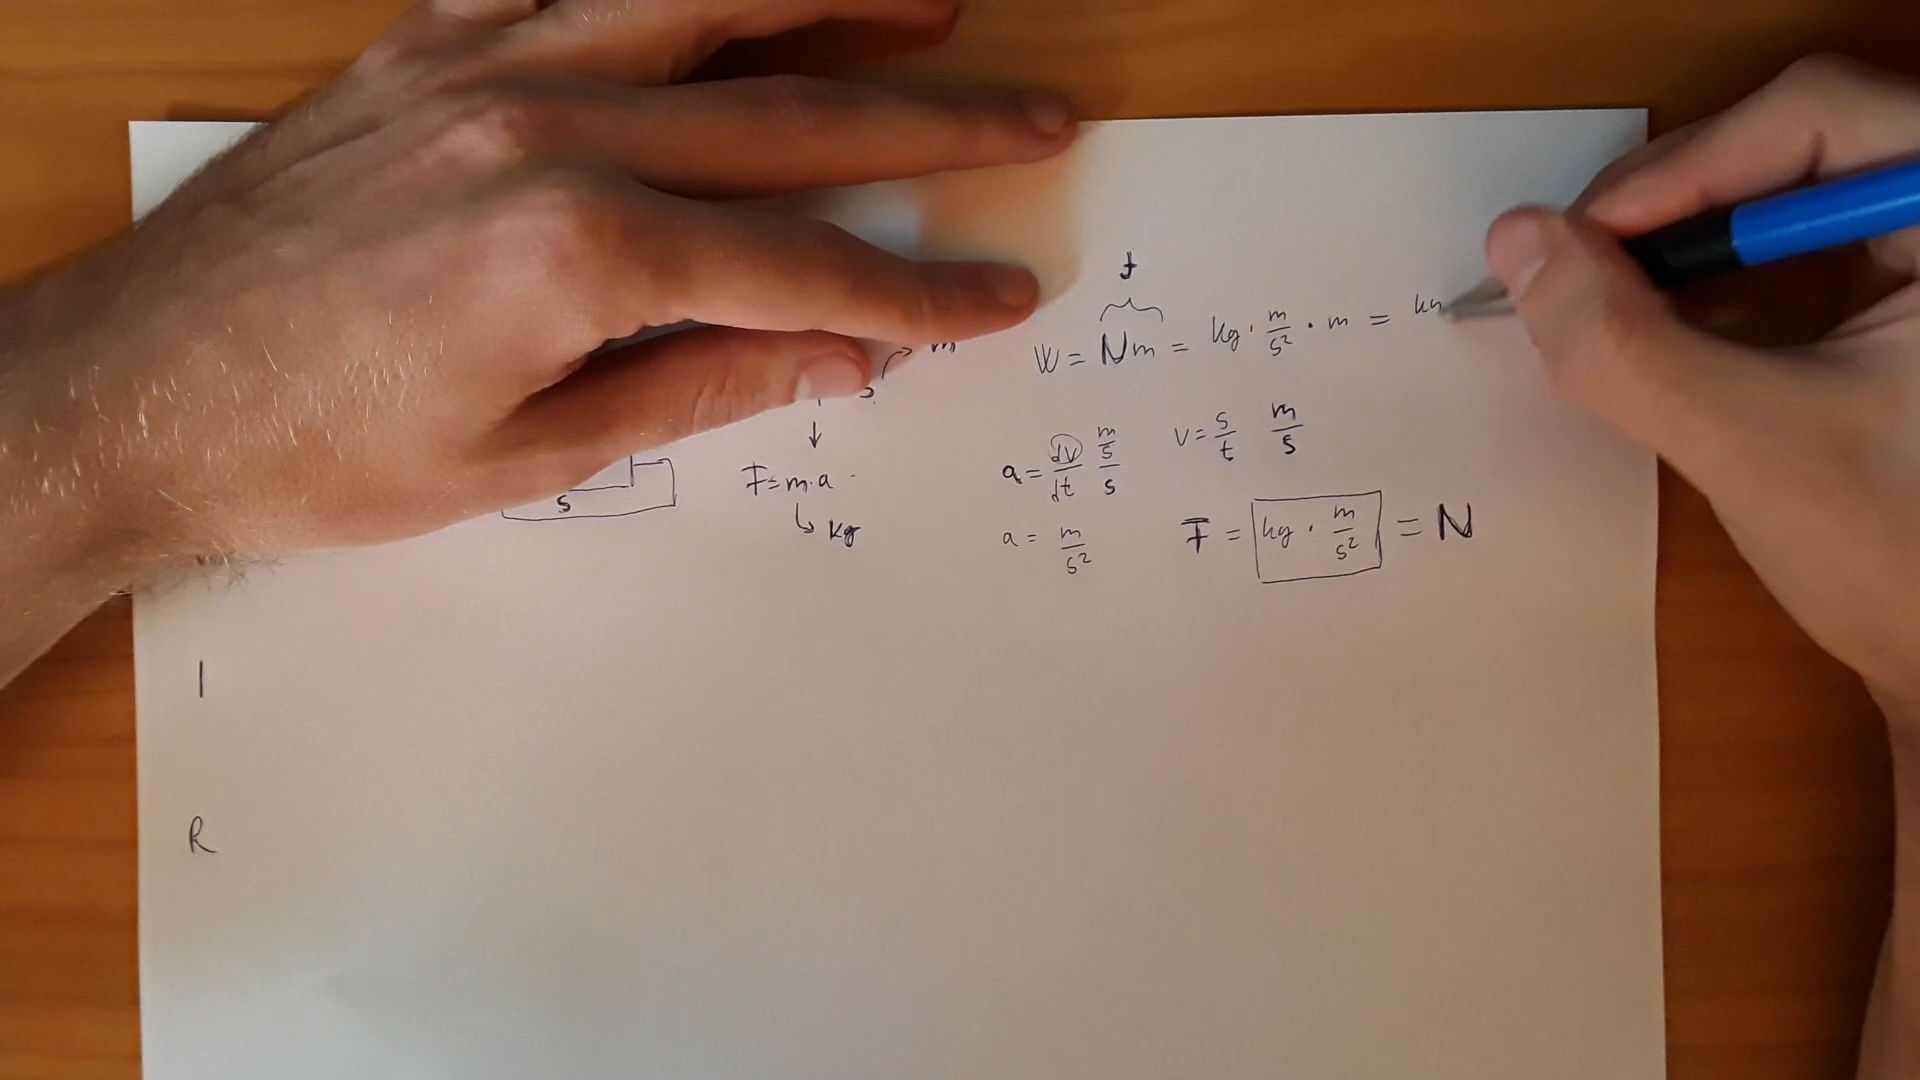 J
W = Nm = kg · m/s² · m = kg
m
s
a = dv/dt m/s/s
v = s/t m/s
F = m·a
kg
s
a = m/s²
F = kg · m/s² = N
I
R